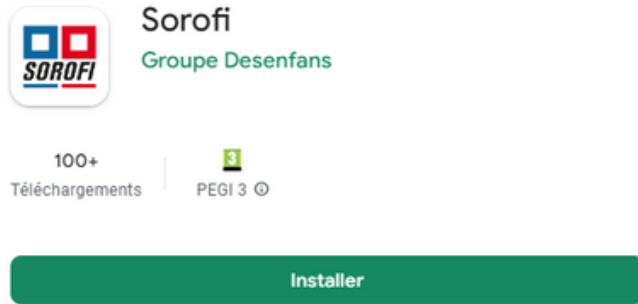 Sorofi
SOROFI
Groupe Desenfans
100+
3
Téléchargements
PEGI 3
Installer